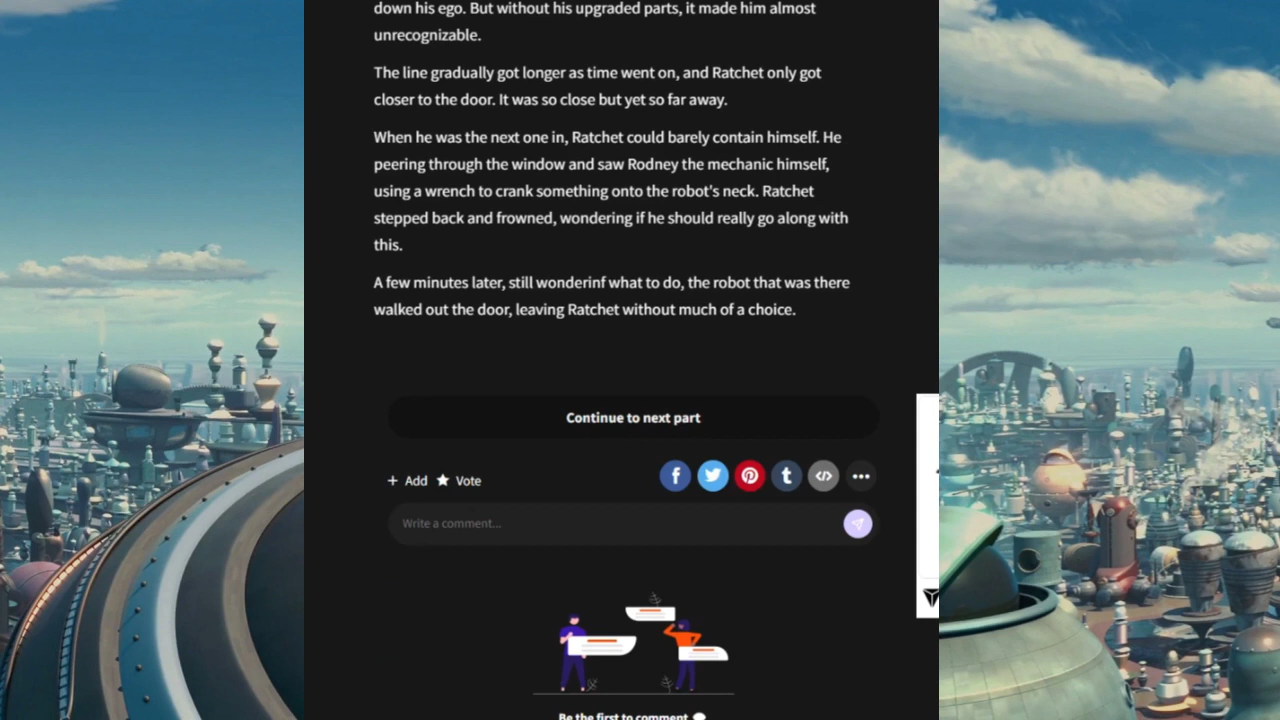 down his ego. But without his upgraded parts, it made him almost
unrecognizable.
The line gradually got longer as time went on, and Ratchet only got
closer to the door. It was so close but yet so far away.
When he was the next one in, Ratchet could barely contain himself. He
peering through the window and saw Rodney the mechanic himself,
using a wrench to crank something onto the robot's neck. Ratchet
stepped back and frowned, wondering if he should really go along with
this.
A few minutes later, still wonderinf what to do, the robot that was there
walked out the door, leaving Ratchet without much of a choice.
Continue to next part
+ Add ★ Vote
Write a comment...
Be the first to comment